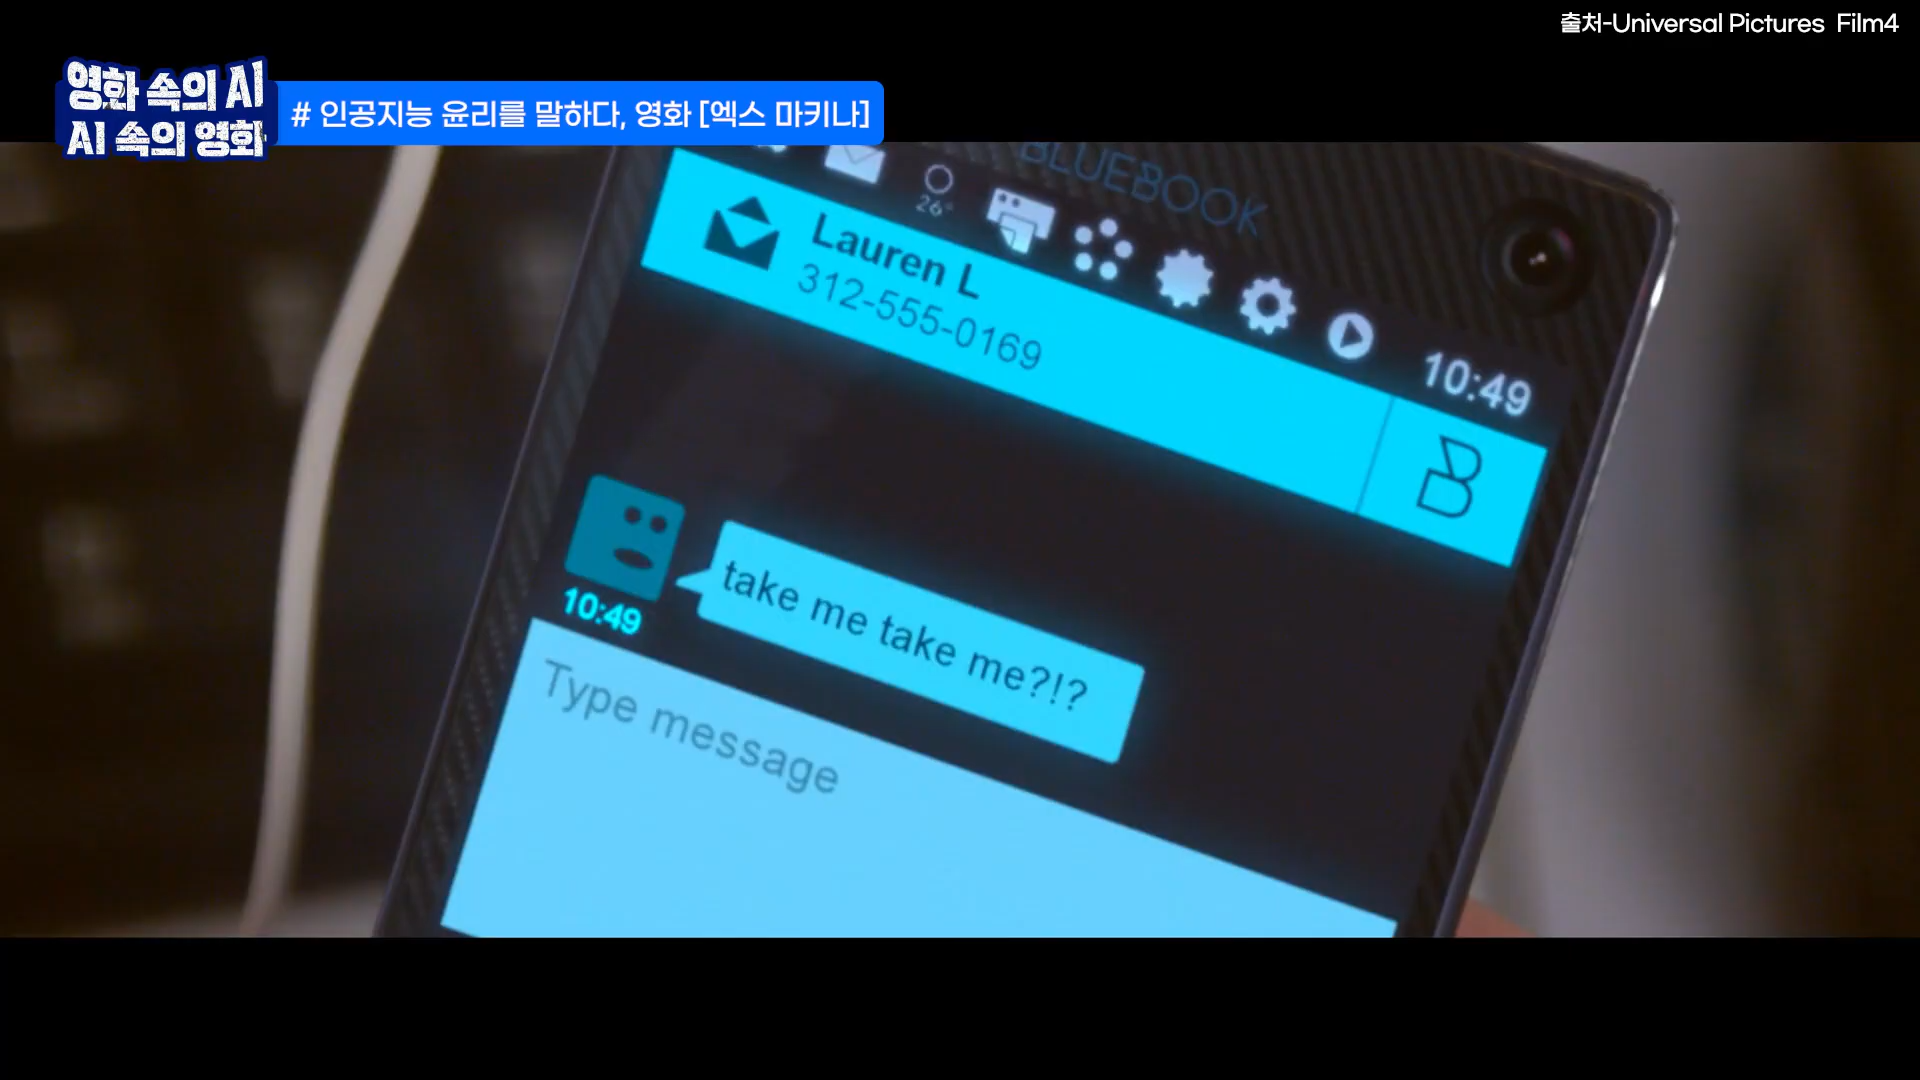 출처-Universal Pictures Film4
영화 속의 AI
AI 속의 영화
# 인공지능 윤리를 말하다, 영화 [엑스 마키나]
BLUEBOOK
26°
Lauren L
312-555-0169
10:49
B
take me take me?!?
10:49
Type message